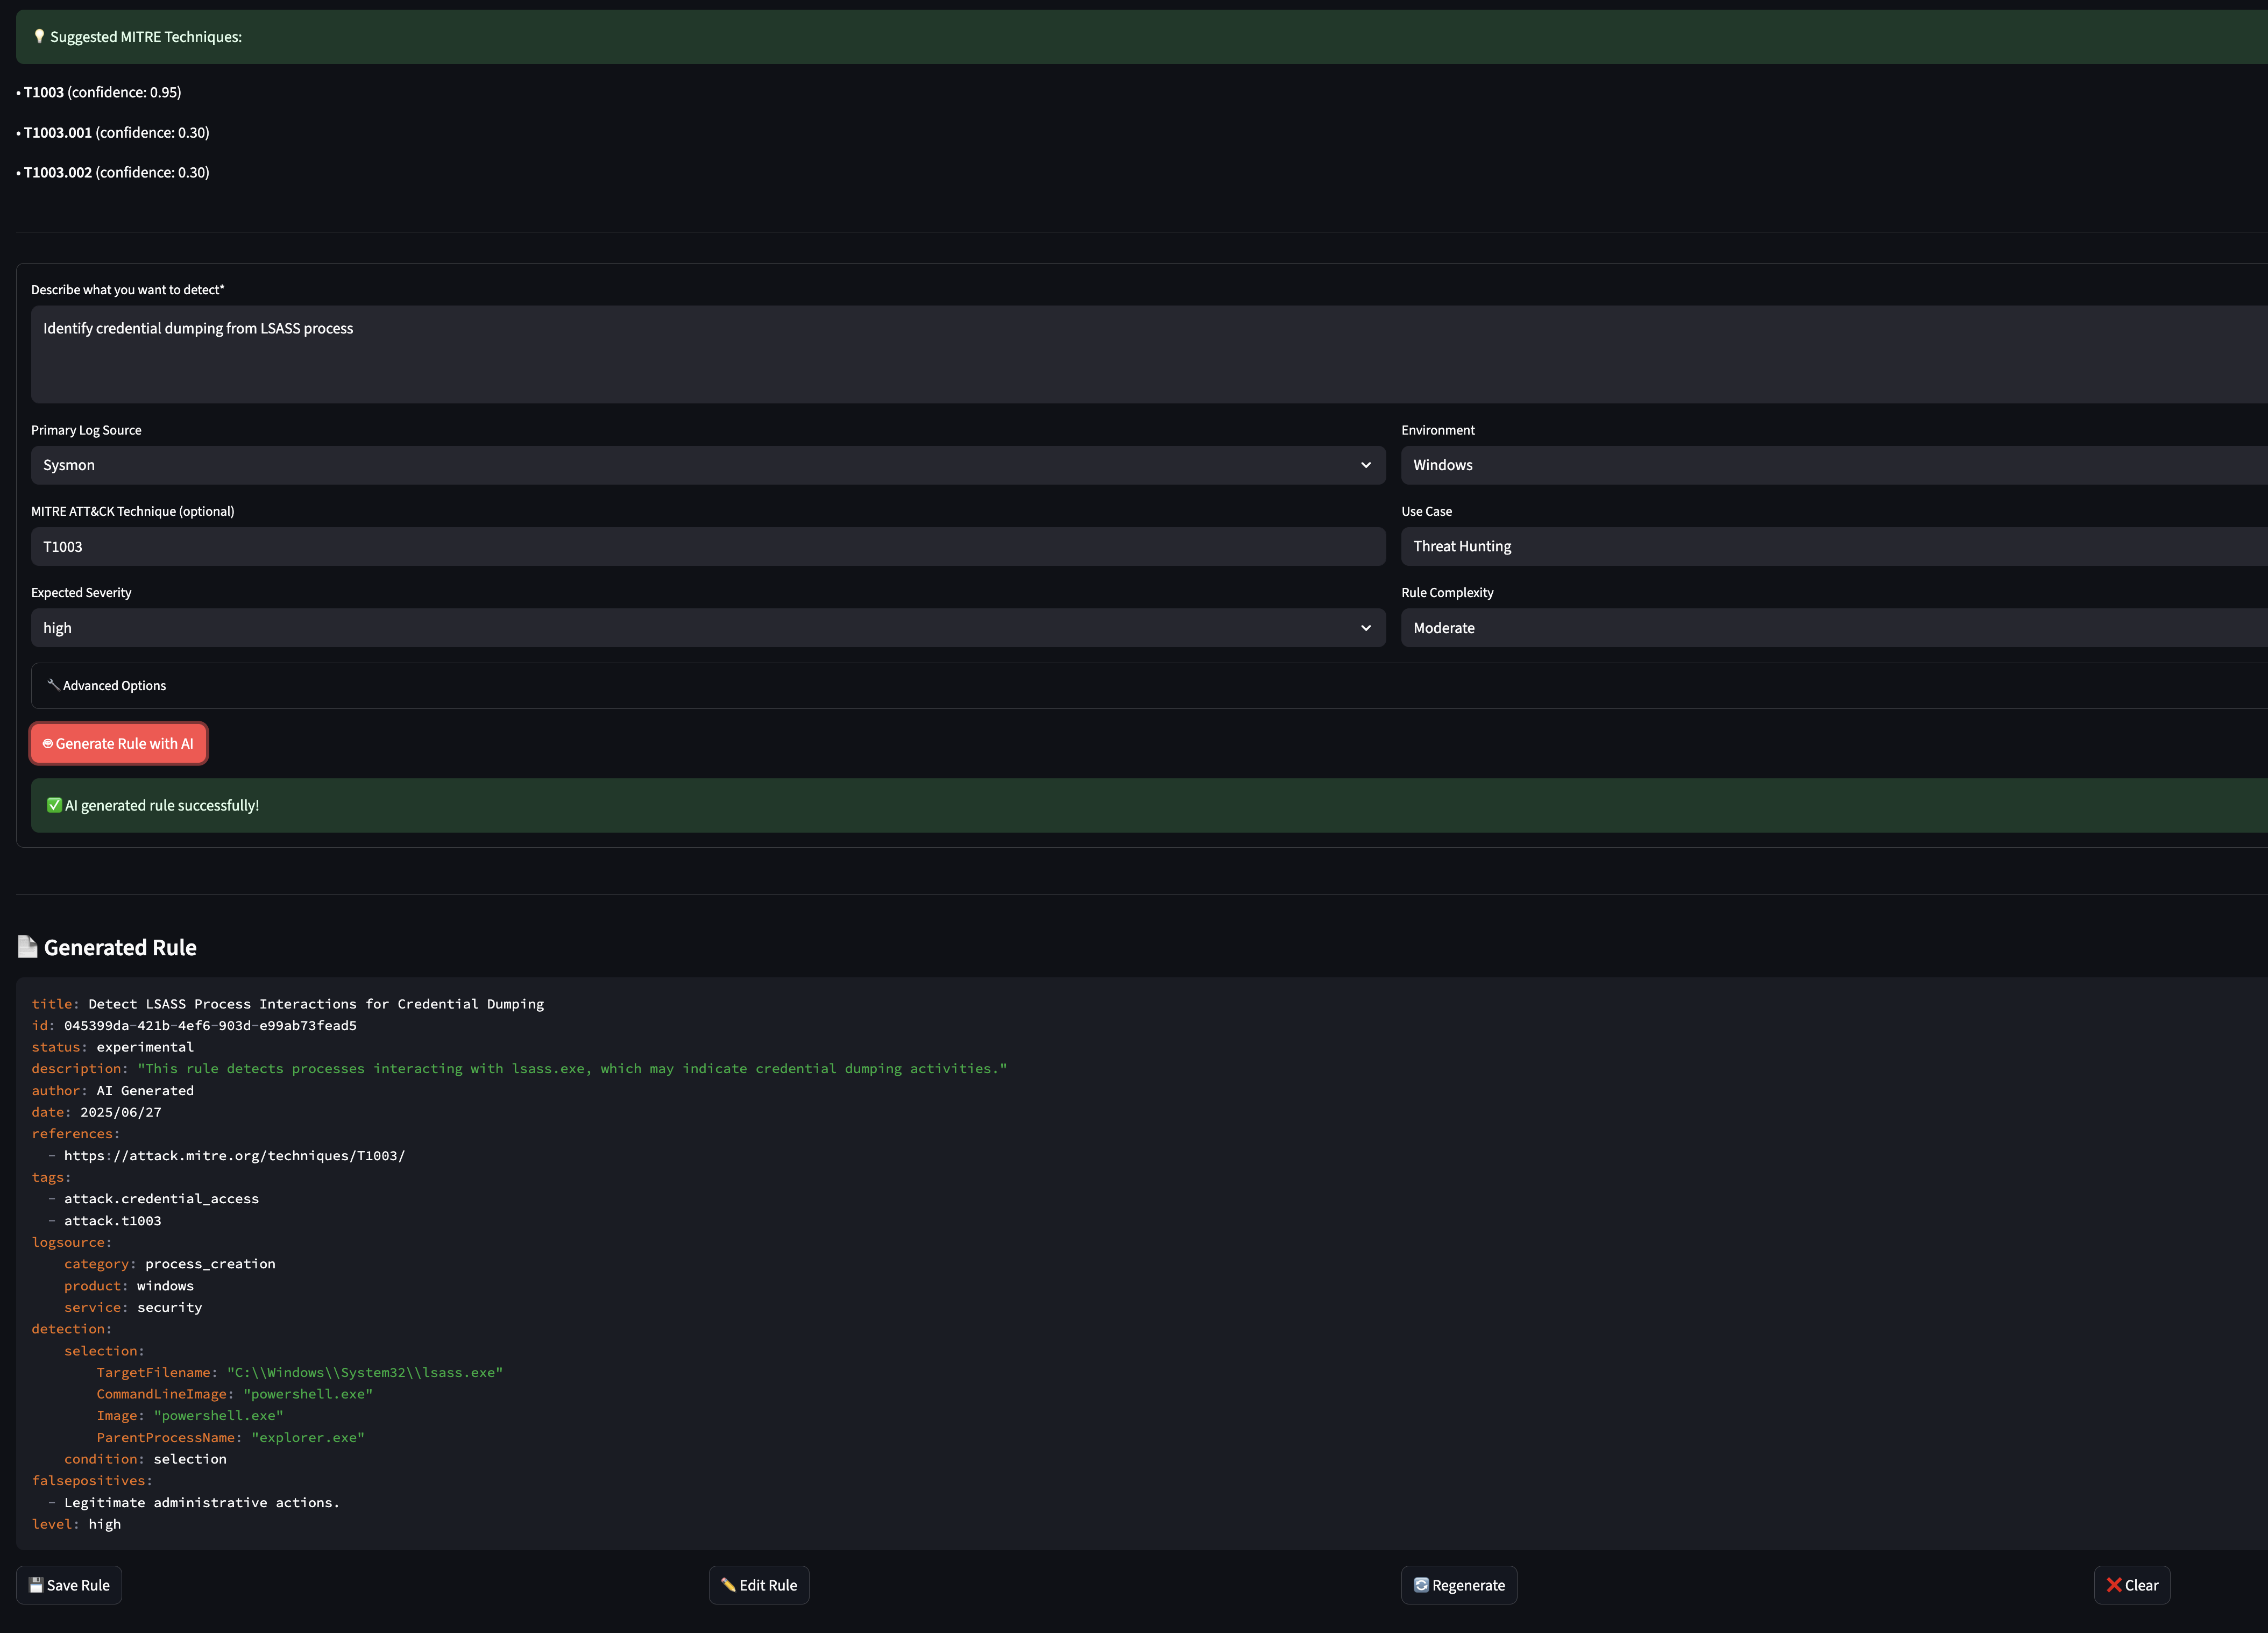 💡 Suggested MITRE Techniques:
• T1003 (confidence: 0.95)
• T1003.001 (confidence: 0.30)
• T1003.002 (confidence: 0.30)
Describe what you want to detect*
Identify credential dumping from LSASS process
Primary Log Source
Environment
Sysmon
Windows
MITRE ATT&CK Technique (optional)
Use Case
T1003
Threat Hunting
Expected Severity
Rule Complexity
high
Moderate
🔧 Advanced Options
Generate Rule with AI
✅ AI generated rule successfully!
📄 Generated Rule
title: Detect LSASS Process Interactions for Credential Dumping
id: 045399da-421b-4ef6-903d-e99ab73fead5
status: experimental
description: "This rule detects processes interacting with lsass.exe, which may indicate credential dumping activities."
author: AI Generated
date: 2025/06/27
references:
  - https://attack.mitre.org/techniques/T1003/
tags:
  - attack.credential_access
  - attack.t1003
logsource:
    category: process_creation
    product: windows
    service: security
detection:
    selection:
        TargetFilename: "C:\\Windows\\System32\\lsass.exe"
        CommandLineImage: "powershell.exe"
        Image: "powershell.exe"
        ParentProcessName: "explorer.exe"
    condition: selection
falsepositives:
  - Legitimate administrative actions.
level: high
💾 Save Rule
✏️ Edit Rule
🔄 Regenerate
❌ Clear